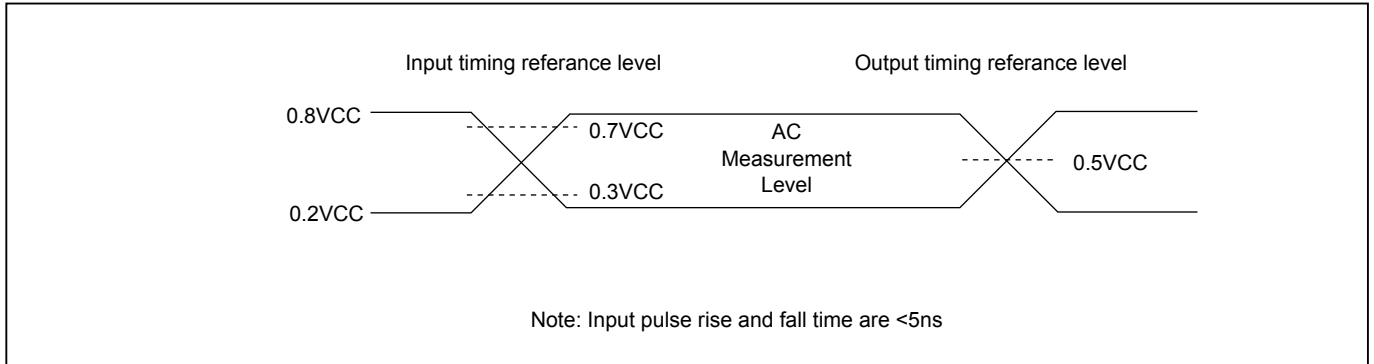 Input timing referance level
Output timing referance level
0.8VCC
0.7VCC
AC
Measurement
Level
0.5VCC
0.3VCC
0.2VCC
Note: Input pulse rise and fall time are <5ns